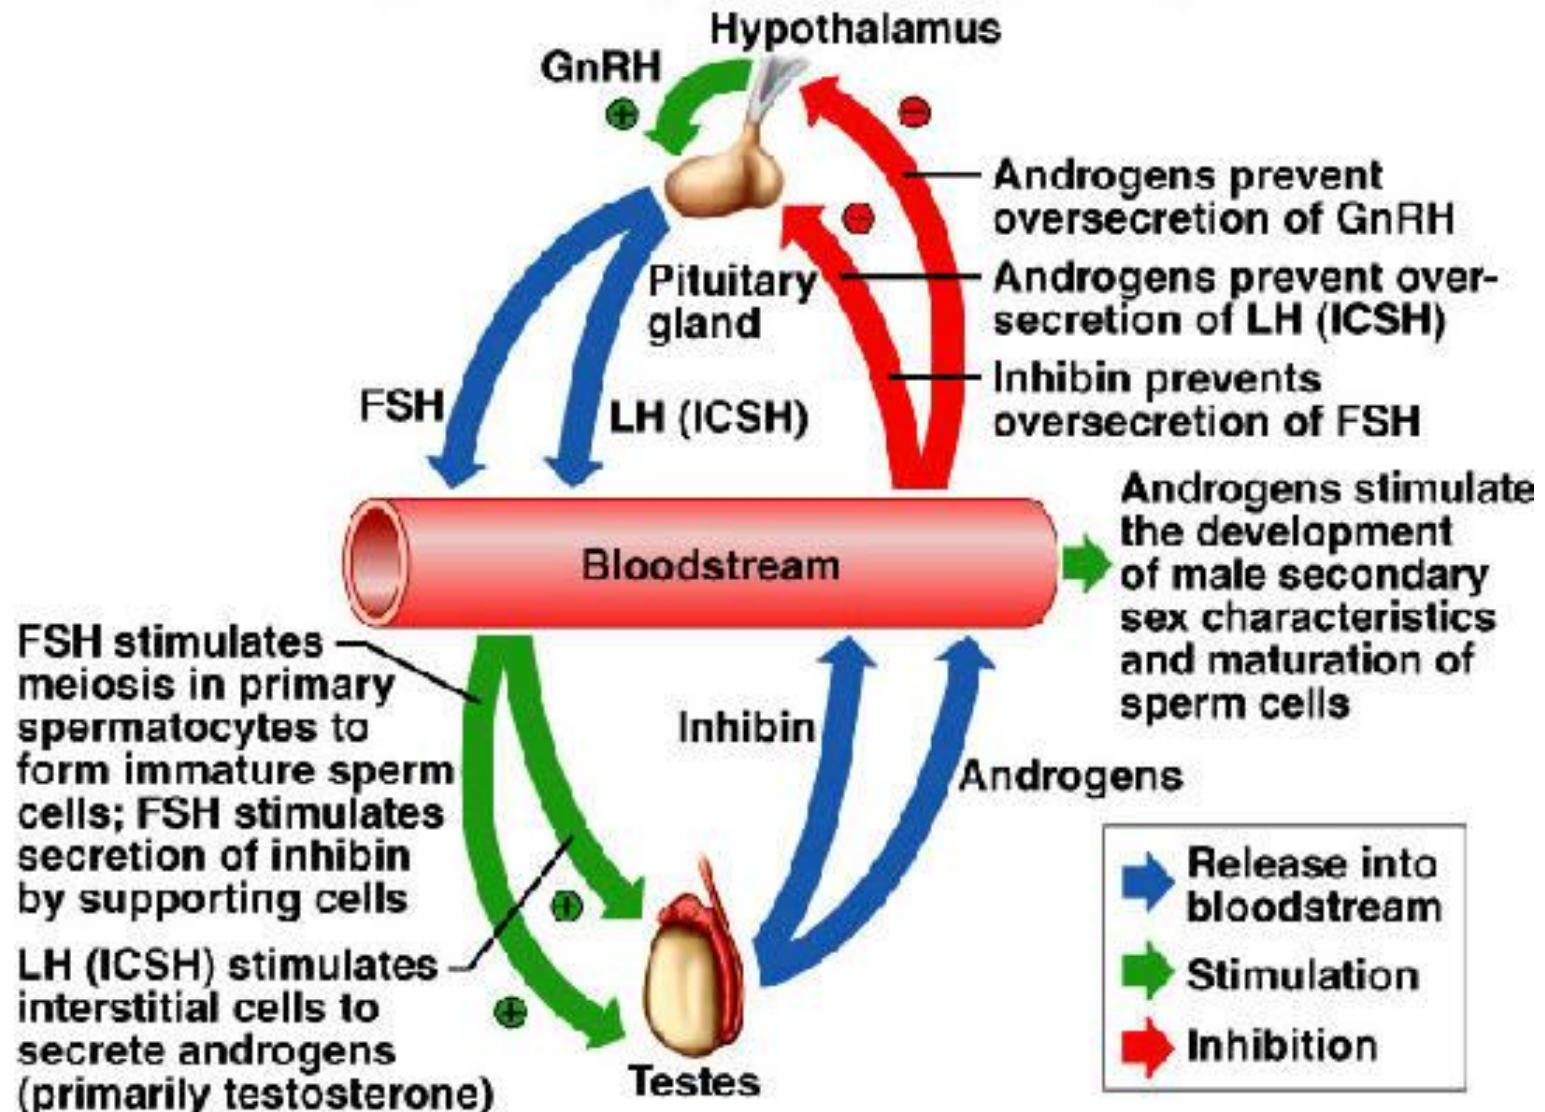 Hypothalamus
GnRH
+
−
Androgens prevent
oversecretion of GnRH
−
Androgens prevent over-
secretion of LH (ICSH)
Pituitary
gland
Inhibin prevents
oversecretion of FSH
FSH
LH (ICSH)
Bloodstream
Androgens stimulate
the development
of male secondary
sex characteristics
and maturation of
sperm cells
FSH stimulates
meiosis in primary
spermatocytes to
form immature sperm
cells; FSH stimulates
secretion of inhibin
by supporting cells
Inhibin
Androgens
+
LH (ICSH) stimulates
interstitial cells to
secrete androgens
(primarily testosterone)
+
Testes
Release into
bloodstream
Stimulation
Inhibition